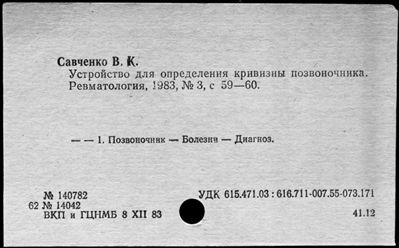 Савченко В. К.
Устройство для определения кривизны позвоночника.
Ревматология, 1983, № 3, с 59—60.
— — 1. Позвоночник — Болезни — Диагноз.
№ 140782 УДК 615.471.03 : 616.711-007.55-073.171
62 № 14042
ВКП и ГЦНМБ 8 XII 83 41.12